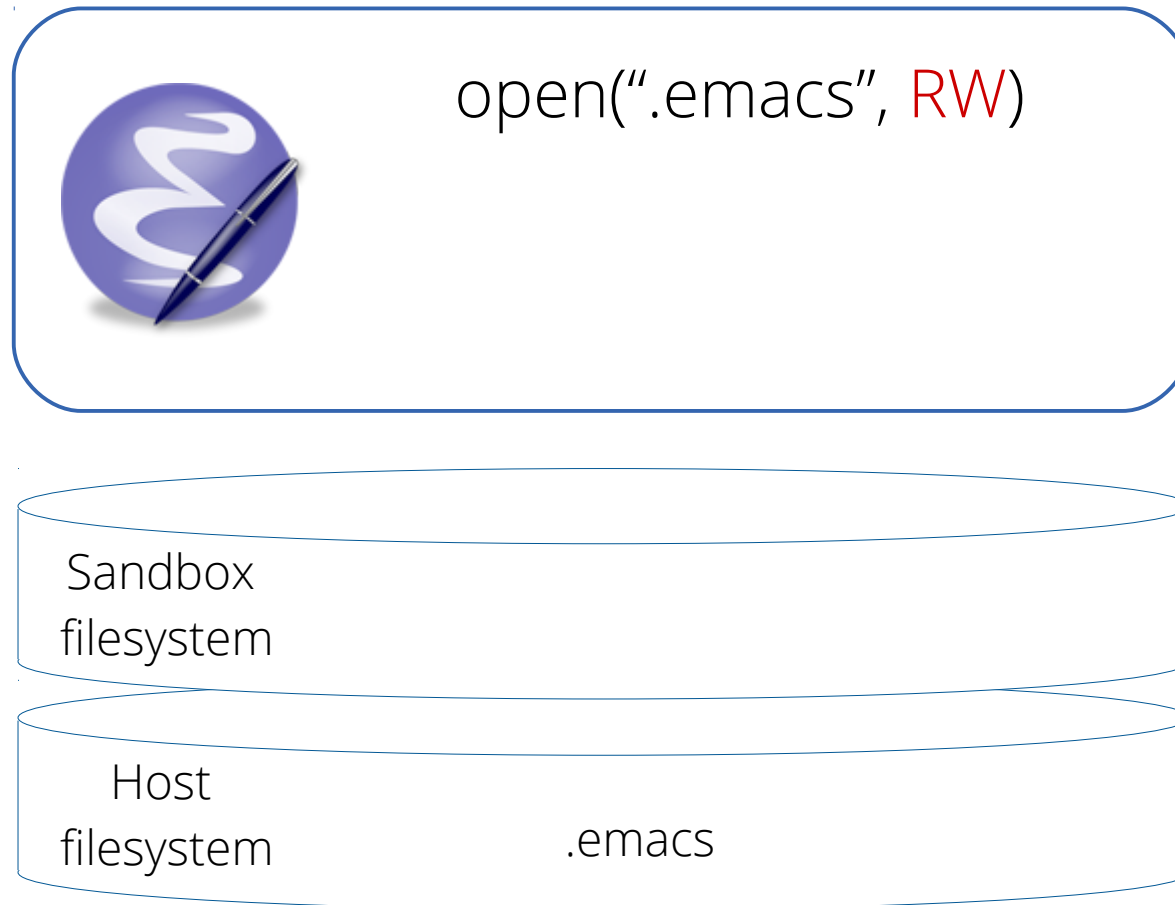 open(“.emacs”, RW)
Sandbox
filesystem
Host
filesystem
.emacs